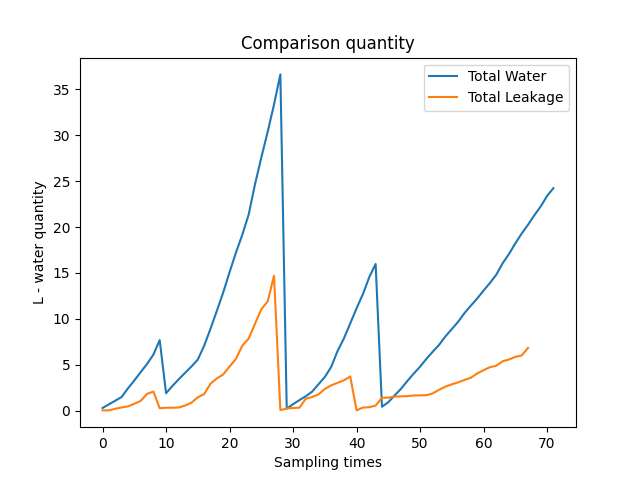 Comparison quantity
Total Water
Total Leakage
L - water quantity
35
30
25
20
15
10
5
0
0 10 20 30 40 50 60 70
Sampling times